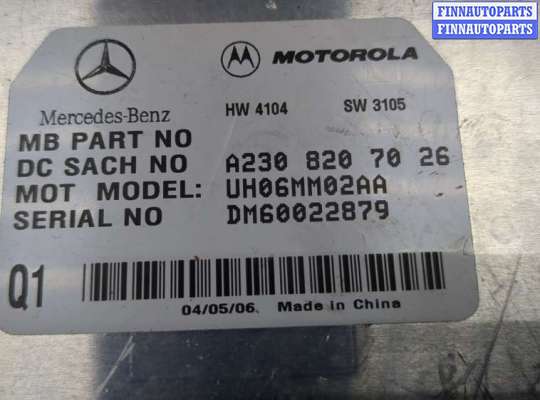 FINNAUTOPARTS
FINNAUTOPARTS
MOTOROLA
Mercedes-Benz
HW 4104 SW 3105
MB PART NO
DC SACH NO A230 820 70 26
MOT MODEL: UH06MM02AA
SERIAL NO DM60022879
Q1
04/05/06. Made in China